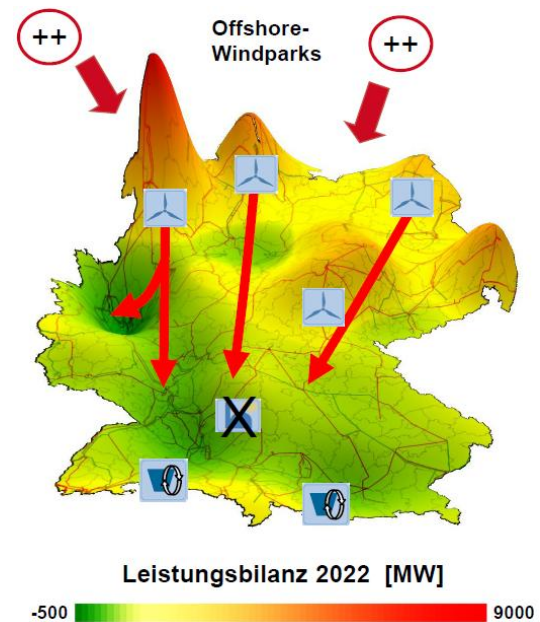 ++
Offshore-
Windparks
++
X
Leistungsbilanz 2022 [MW]
-500
9000